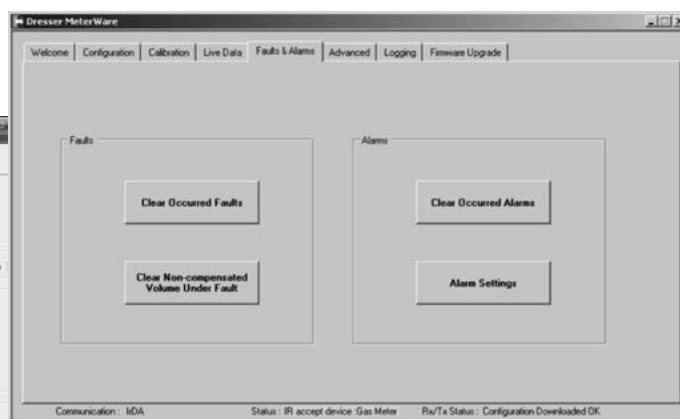 Dresser MeterWare
Welcome Configuration Calibration Live Data Faults & Alarms Advanced Logging Firmware Upgrade
Faults
Alarms
Clear Occurred Faults
Clear Occurred Alarms
Clear Non-compensated
Volume Under Fault
Alarm Settings
Communication : IrDA Status : IR accept device :Gas Meter Rx/Tx Status : Configuration Downloaded OK